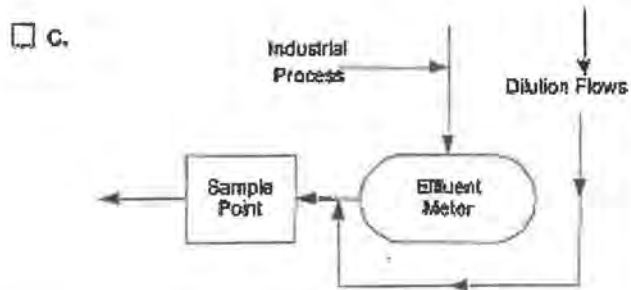 C.
Industrial
Process
Dilution Flows
Sample
Point
Effluent
Meter